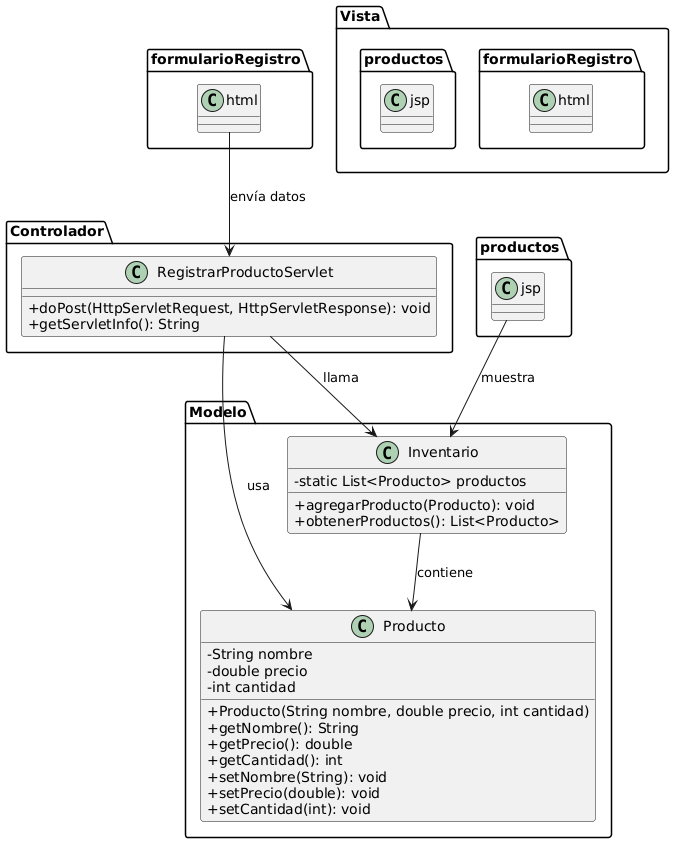 Vista
formularioRegistro
C html
productos
C jsp
formularioRegistro
C html
envía datos
Controlador
C RegistrarProductoServlet
+doPost(HttpServletRequest, HttpServletResponse): void
+getServletInfo(): String
productos
C jsp
llama
muestra
Modelo
C Inventario
-static List<Producto> productos
+agregarProducto(Producto): void
+obtenerProductos(): List<Producto>
usa
contiene
C Producto
-String nombre
-double precio
-int cantidad
+Producto(String nombre, double precio, int cantidad)
+getNombre(): String
+getPrecio(): double
+getCantidad(): int
+setNombre(String): void
+setPrecio(double): void
+setCantidad(int): void